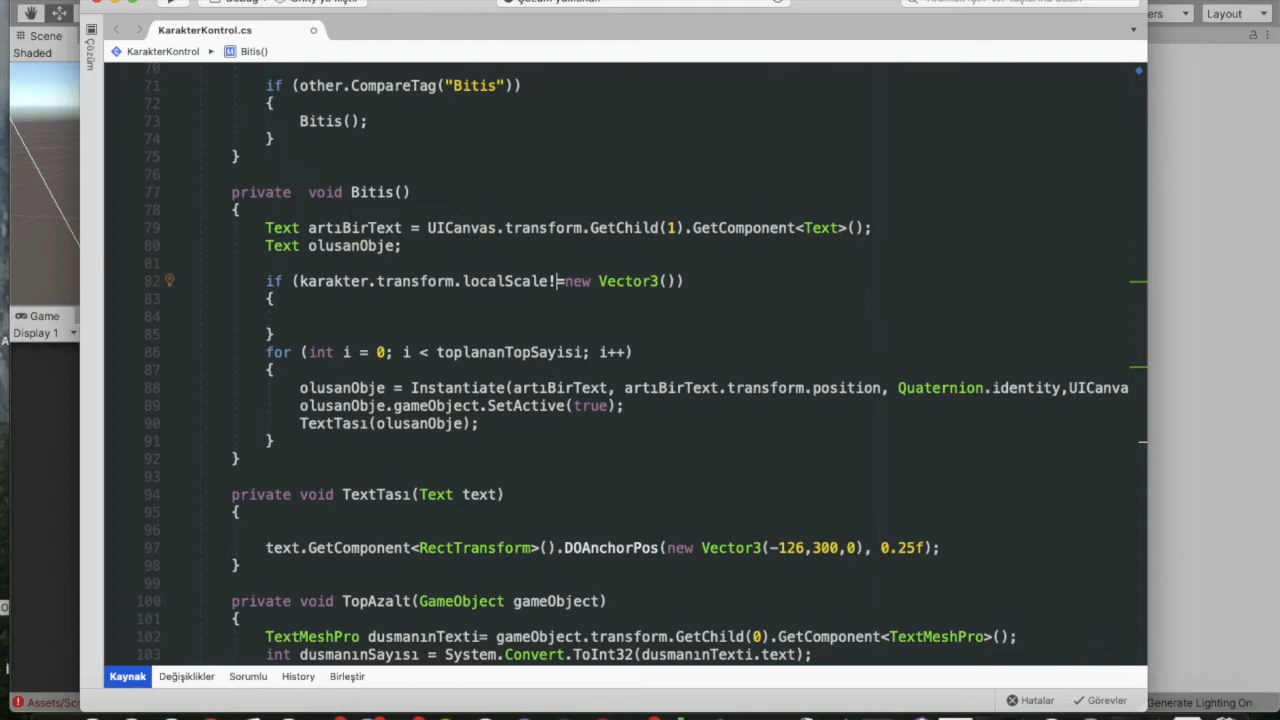 Layout
KarakterKontrol.cs
Scene
Shaded
Çözüm
KarakterKontrol
Bitis()
70
71 if (other.CompareTag("Bitis"))
72 {
73 Bitis();
74 }
75 }
76
77 private  void Bitis()
78 {
79 Text artıBirText = UICanvas.transform.GetChild(1).GetComponent<Text>();
80 Text olusanObje;
81
82 if (karakter.transform.localScale!=new Vector3())
83 {
84
85 }
86 for (int i = 0; i < toplananTopSayisi; i++)
87 {
88 olusanObje = Instantiate(artıBirText, artıBirText.transform.position, Quaternion.identity,UICanva
89 olusanObje.gameObject.SetActive(true);
90 TextTası(olusanObje);
91 }
92 }
93
94 private void TextTası(Text text)
95 {
96
97 text.GetComponent<RectTransform>().DOAnchorPos(new Vector3(-126,300,0), 0.25f);
98 }
99
100 private void TopAzalt(GameObject gameObject)
101 {
102 TextMeshPro dusmanınTexti= gameObject.transform.GetChild(0).GetComponent<TextMeshPro>();
103 int dusmanınSayısı = System.Convert.ToInt32(dusmanınTexti.text);
Game
Display 1
Kaynak Değişiklikler Sorumlu History Birleştir
Hatalar Görevler
Generate Lighting On